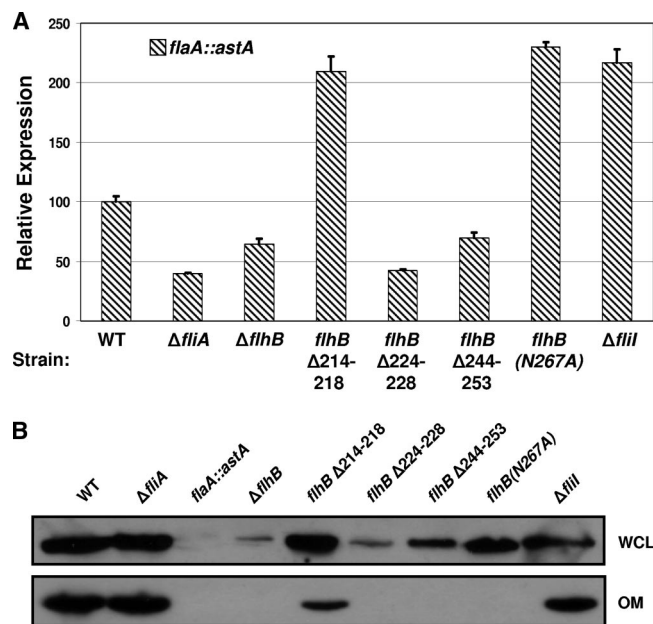 A
250
200
150
100
50
0
Relative Expression
flaA::astA
WT ΔfliA ΔflhB flhB flhB flhB flhB ΔfliI
Δ214- Δ224- Δ244- (N267A)
218 228 253
Strain:
B
WT ΔfliA flaA::astA ΔflhB flhB Δ214-218 flhB Δ224-228 flhB Δ244-253 flhB(N267A) ΔfliI
WCL
OM